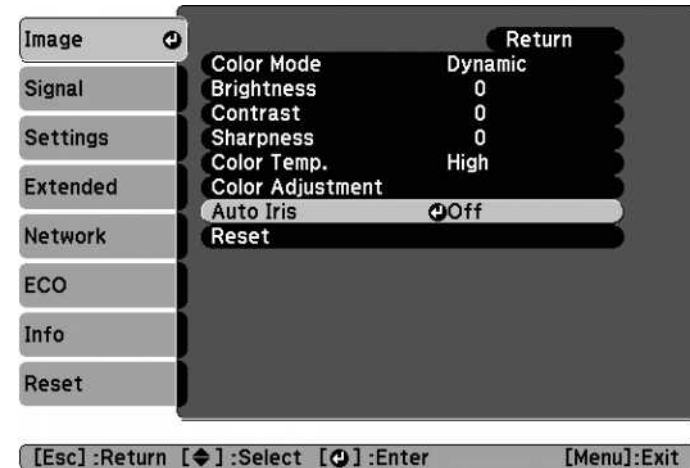 Image
Signal
Settings
Extended
Network
ECO
Info
Reset
Return
Color Mode Dynamic
Brightness 0
Contrast 0
Sharpness 0
Color Temp. High
Color Adjustment
Auto Iris Off
Reset
[Esc] :Return [◆] :Select [⏎] :Enter [Menu]:Exit